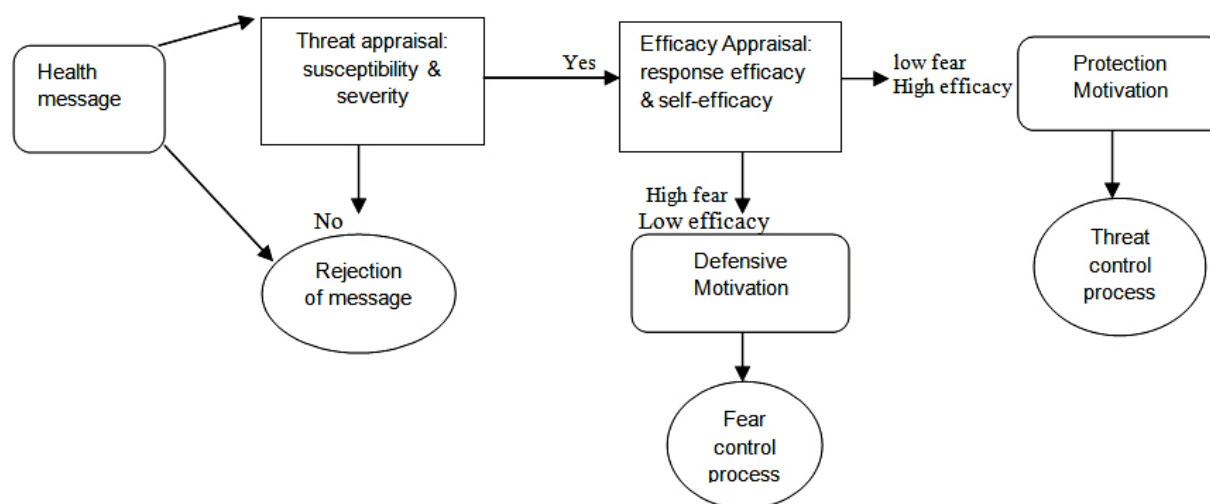 Health
message
Threat appraisal:
susceptibility &
severity
Yes
Efficacy Appraisal:
response efficacy
& self-efficacy
low fear
High efficacy
Protection
Motivation
No
Rejection
of message
High fear
Low efficacy
Defensive
Motivation
Threat
control
process
Fear
control
process